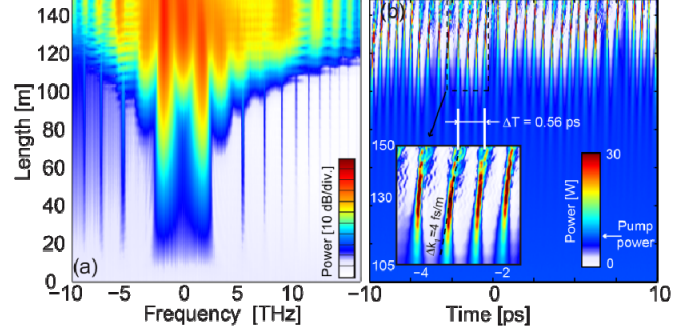 140
120
100
80
60
40
20
0
Length [m]
(a)
Power [10 dB/div.]
−10
−5
0
5
Frequency [THz]
(b)
ΔT = 0.56 ps
150
130
105
Δk₁=4 fs/m
−4
−2
30
Power [W]
0
Pump
power
−10
0
10
Time [ps]